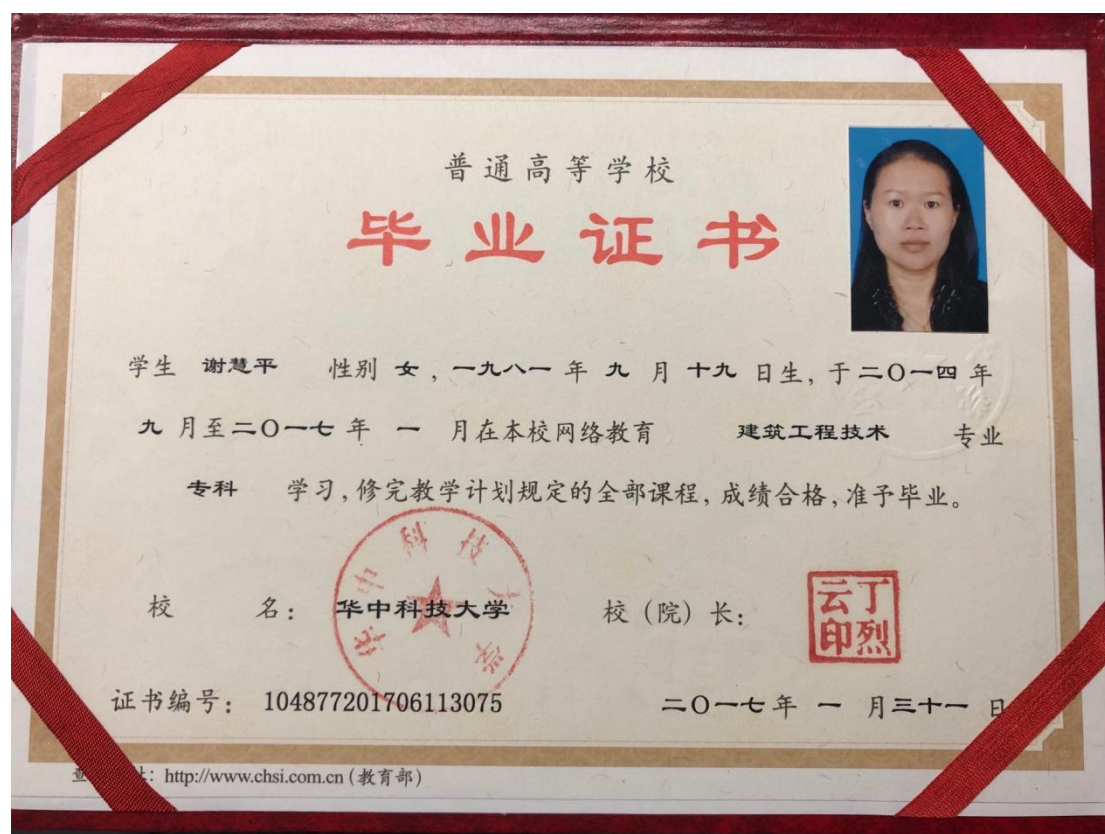 普通高等学校
毕业证书
学生 谢慧平 性别 女，一九八一 年 九 月 十九 日生，于二〇一四 年
九 月至二〇一七 年 一 月在本校网络教育 建筑工程技术 专业
专科 学习，修完教学计划规定的全部课程，成绩合格，准予毕业。
华中科技大学
校 名：华中科技大学 校（院）长：
丁烈云印
证书编号：104877201706113075 二〇一七年 一 月三十一 日
http://www.chsi.com.cn（教育部）